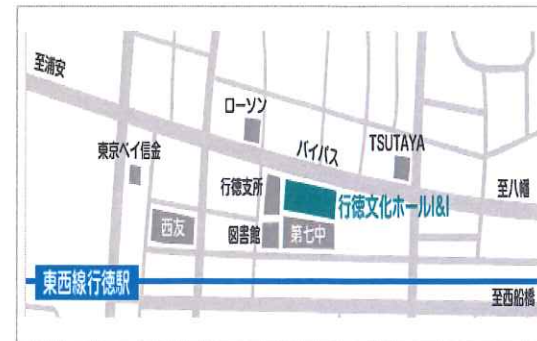 至浦安
ローソン
東京ベイ信金
バイパス
TSUTAYA
行徳支所
行徳文化ホールI&I
至八幡
西友
図書館
第七中
東西線行徳駅
至西船橋